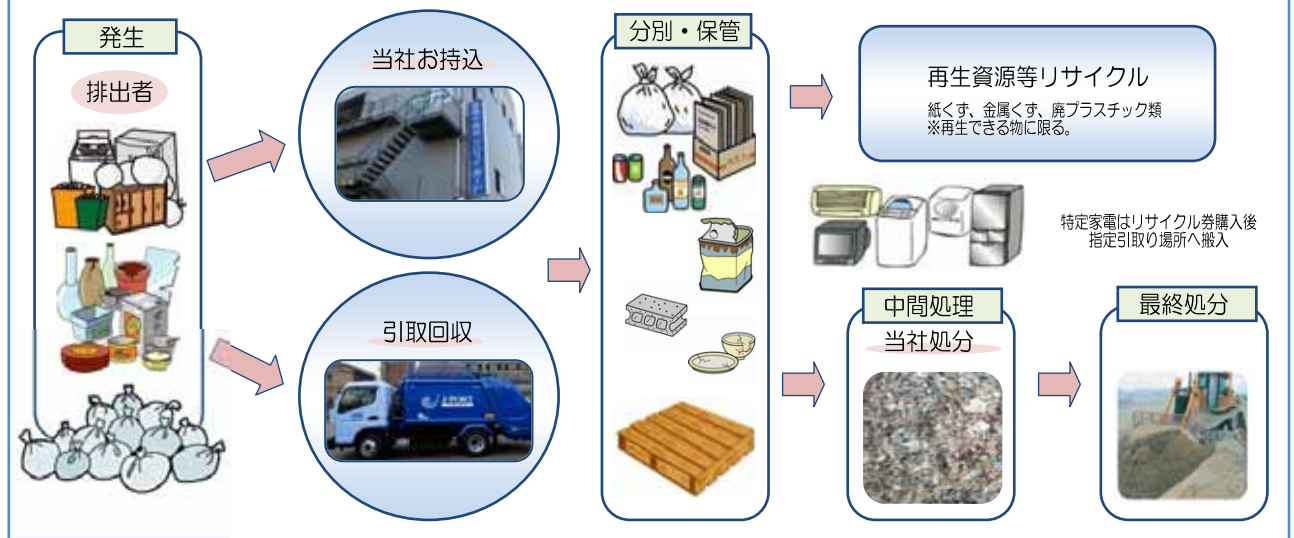 発生
排出者
当社お持込
引取回収
分別・保管
再生資源等リサイクル
紙くず、金属くず、廃プラスチック類
※再生できる物に限る。
特定家電はリサイクル券購入後
指定引取り場所へ搬入
中間処理
当社処分
最終処分